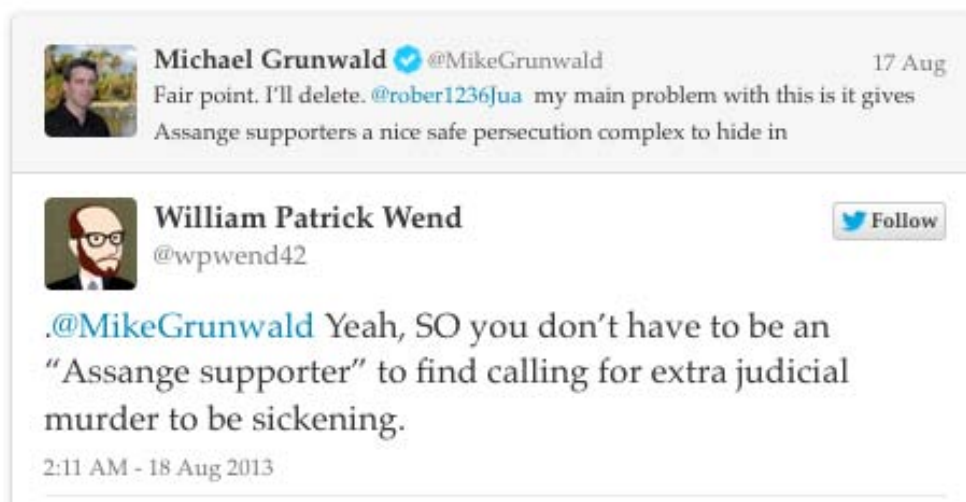 Michael Grunwald @MikeGrunwald 17 Aug
Fair point. I'll delete. @rober1236Jua my main problem with this is it gives
Assange supporters a nice safe persecution complex to hide in
William Patrick Wend
Follow
@wpwend42
.@MikeGrunwald Yeah, SO you don't have to be an
“Assange supporter” to find calling for extra judicial
murder to be sickening.
2:11 AM - 18 Aug 2013